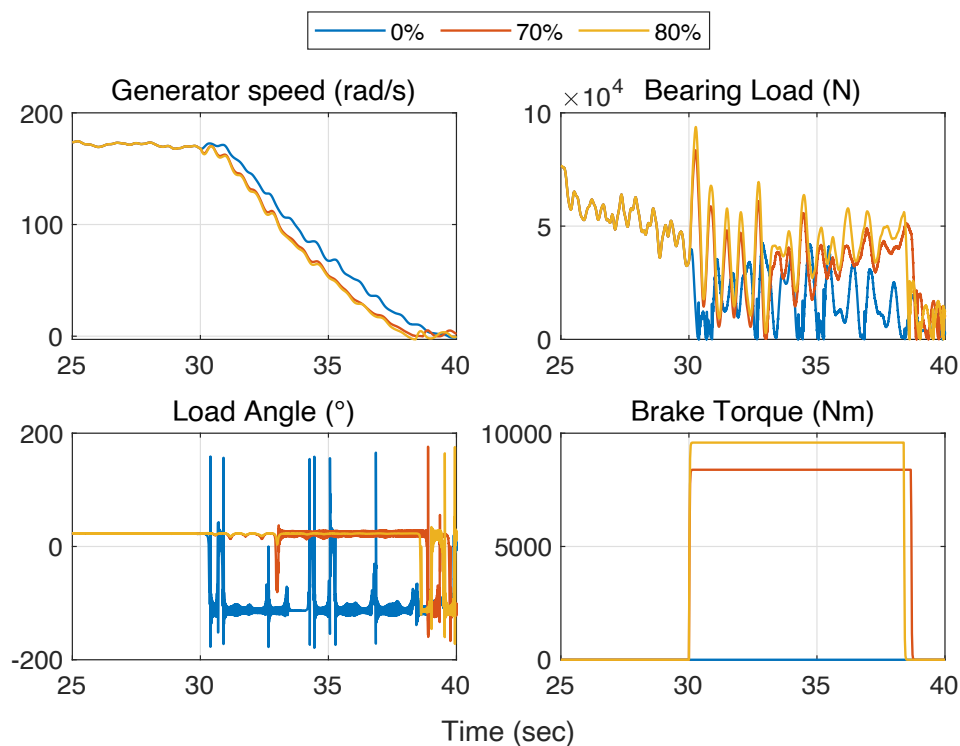 0% 70% 80%
Generator speed (rad/s)
200
100
0
25 30 35 40
×10⁴ Bearing Load (N)
10
5
0
25 30 35 40
Load Angle (°)
200
0
-200
25 30 35 40
Brake Torque (Nm)
10000
5000
0
25 30 35 40
Time (sec)